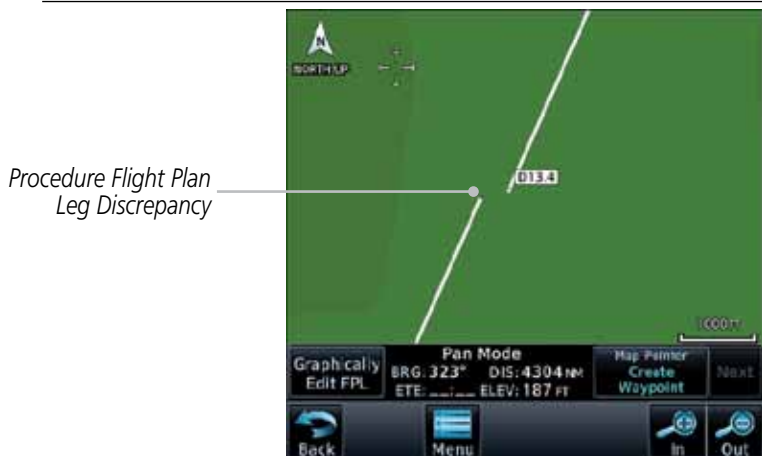 N
NORTH UP
Procedure Flight Plan
Leg Discrepancy
D13.4
1000FT
Graphically
Edit FPL
Pan Mode
BRG: 323° DIS: 4304 NM
ETE: __:__ ELEV: 187 FT
Map Pointer
Create
Waypoint
Next
Back
Menu
In
Out